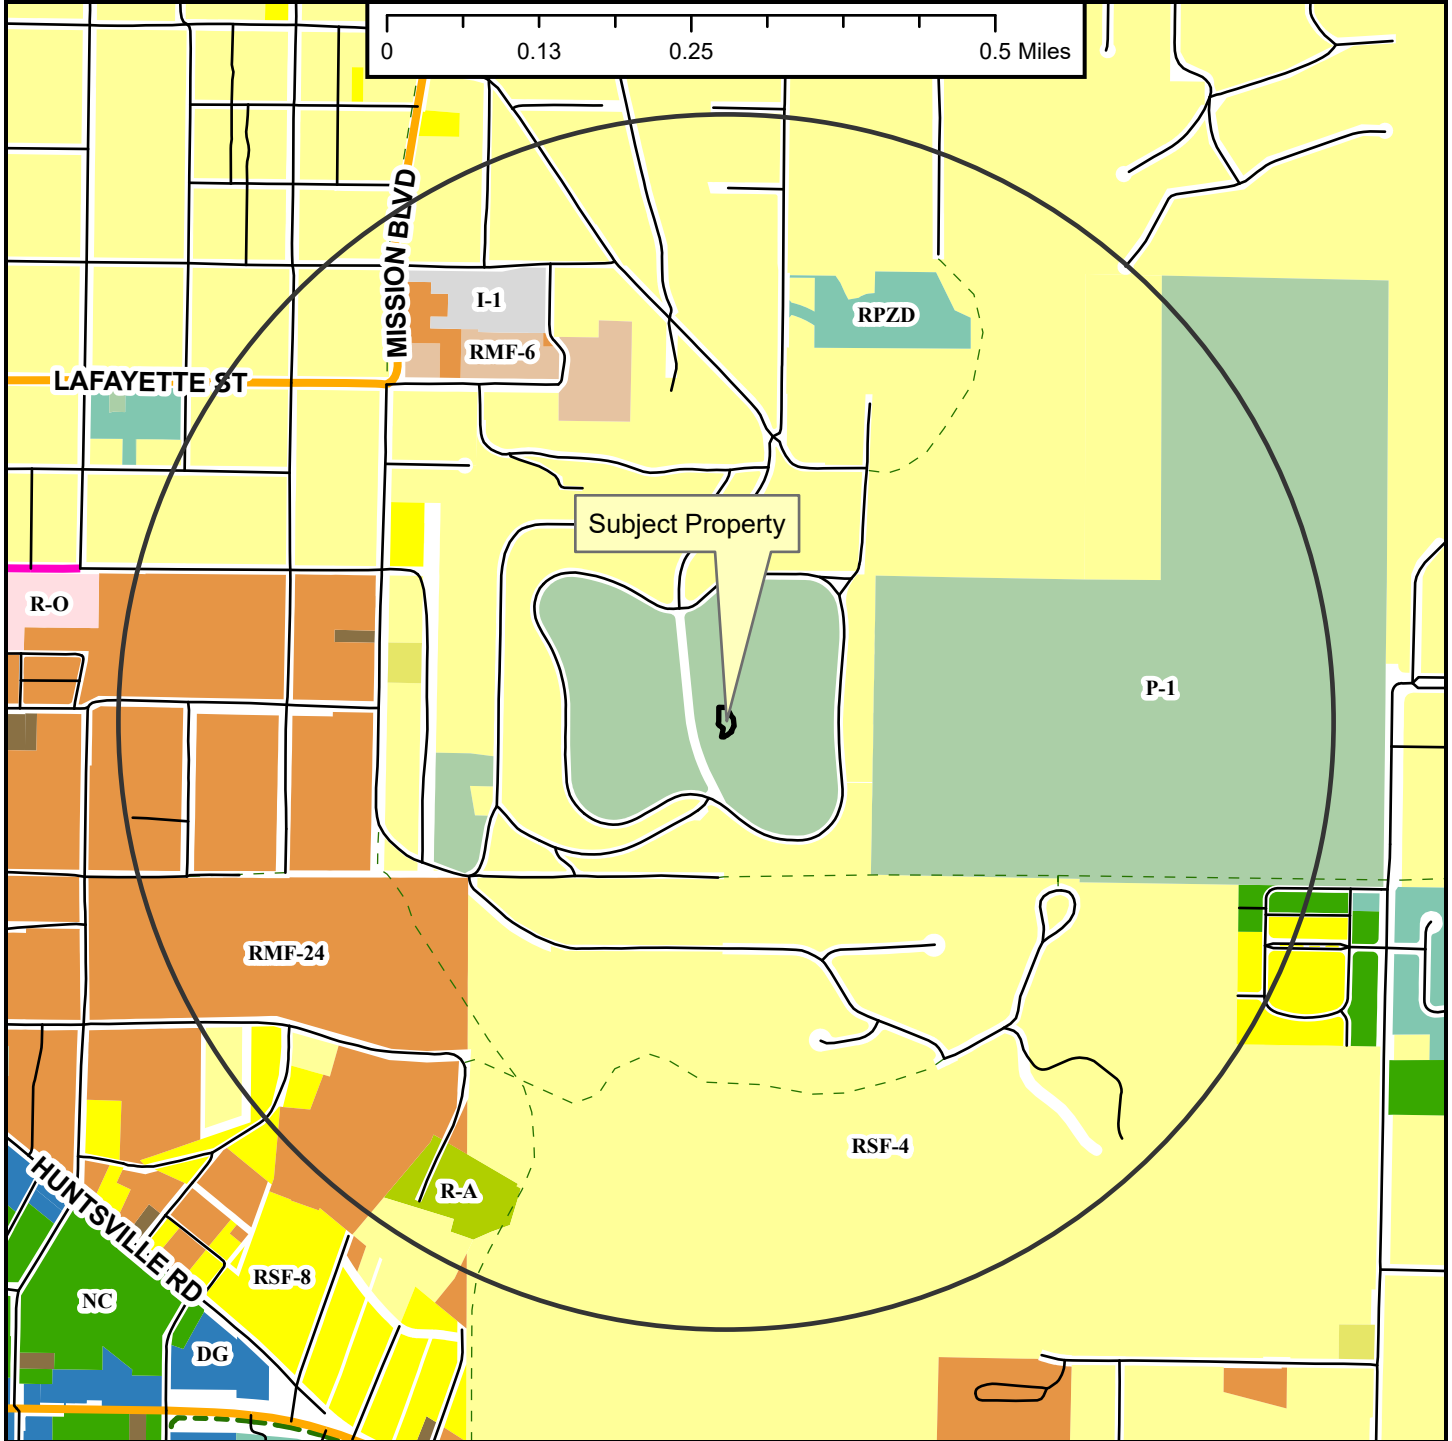 0 0.13 0.25 0.5 Miles
MISSION BLVD
I-1
RPZD
RMF-6
LAFAYETTE ST
Subject Property
R-O
P-1
RMF-24
RSF-4
R-A
HUNTSVILLE RD
RSF-8
NC
DG